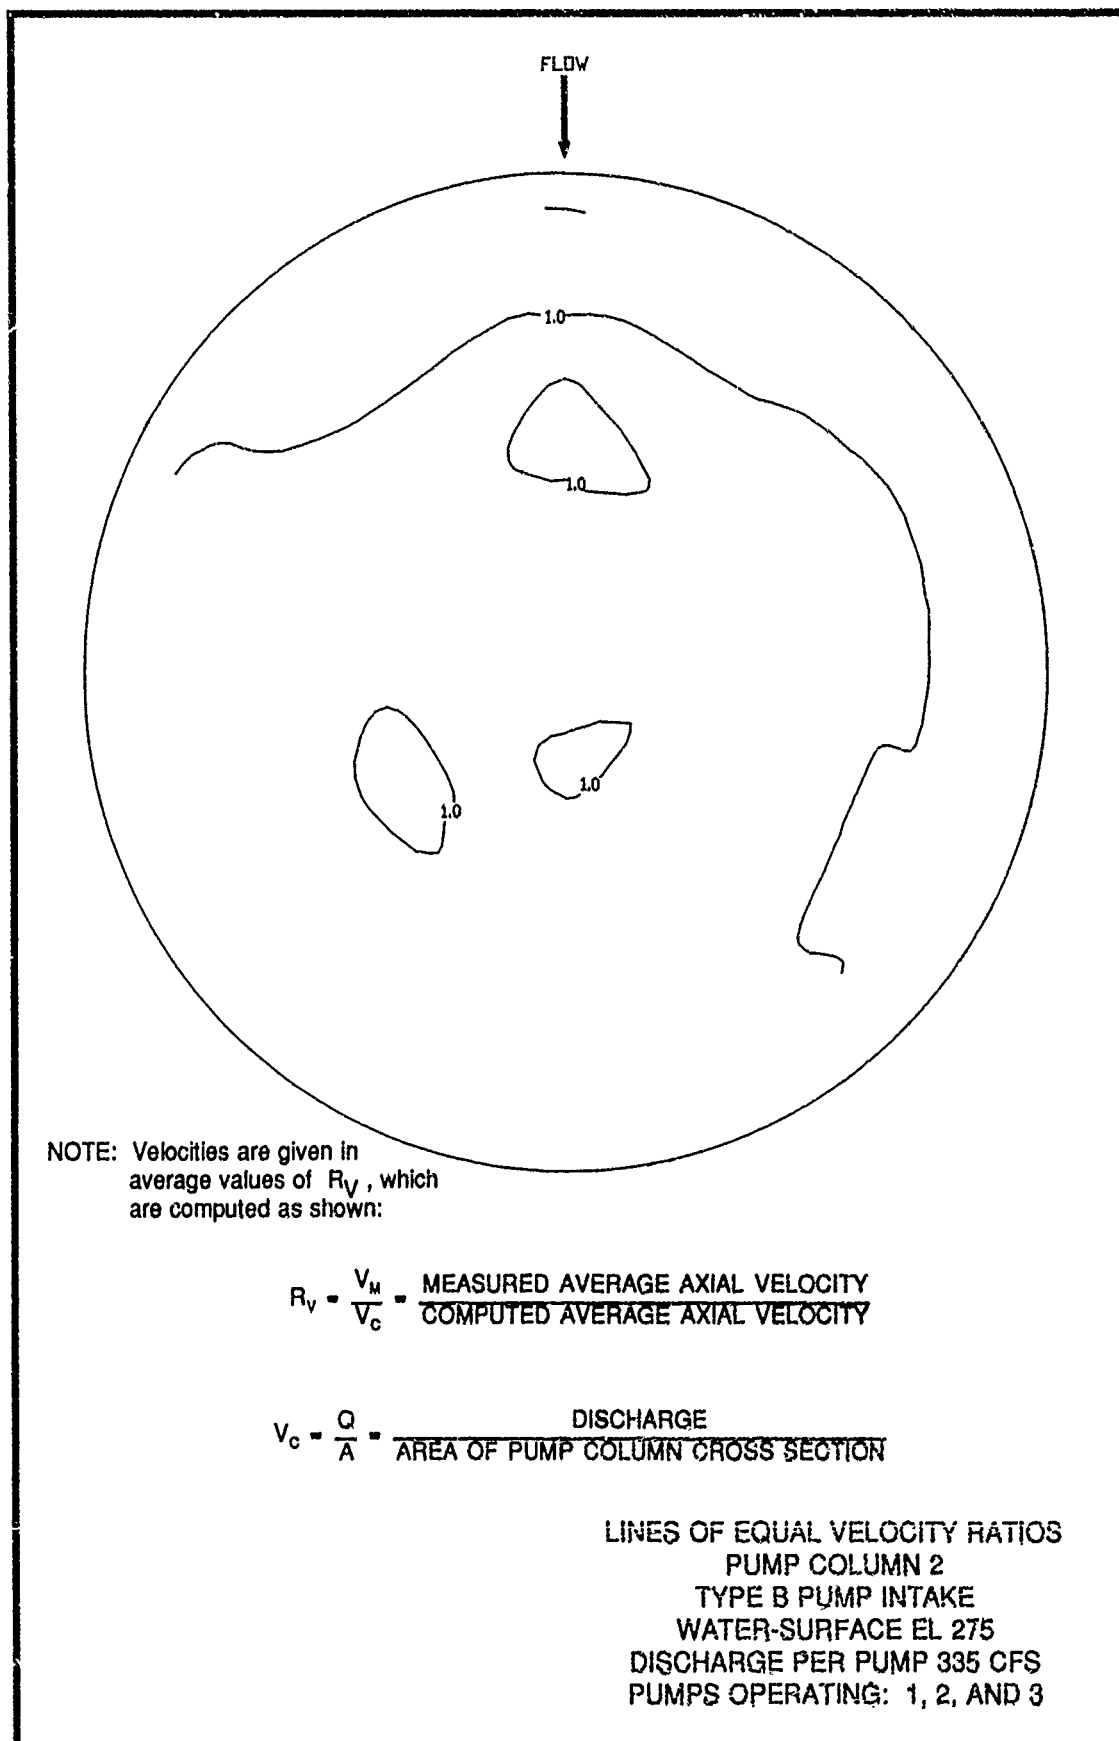 FLOW
1.0
1.0
1.0
1.0
NOTE: Velocities are given in
average values of R_V, which
are computed as shown:
R_V = V_M / V_C = MEASURED AVERAGE AXIAL VELOCITY / COMPUTED AVERAGE AXIAL VELOCITY
V_C = Q / A = DISCHARGE / AREA OF PUMP COLUMN CROSS SECTION
LINES OF EQUAL VELOCITY RATIOS
PUMP COLUMN 2
TYPE B PUMP INTAKE
WATER-SURFACE EL 275
DISCHARGE PER PUMP 335 CFS
PUMPS OPERATING: 1, 2, AND 3